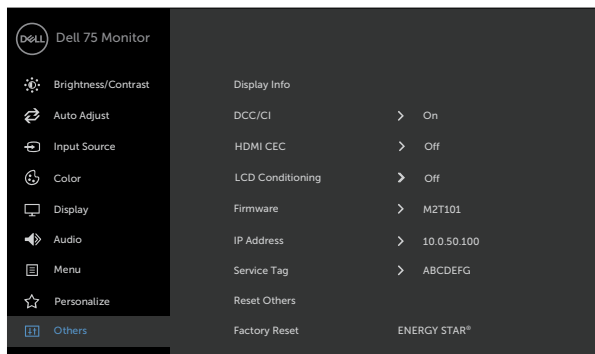 DELL Dell 75 Monitor
Brightness/Contrast Display Info
Auto Adjust DCC/CI On
Input Source HDMI CEC Off
Color LCD Conditioning Off
Display Firmware M2T101
Audio IP Address 10.0.50.100
Menu Service Tag ABCDEFG
Personalize Reset Others
Others Factory Reset ENERGY STAR®